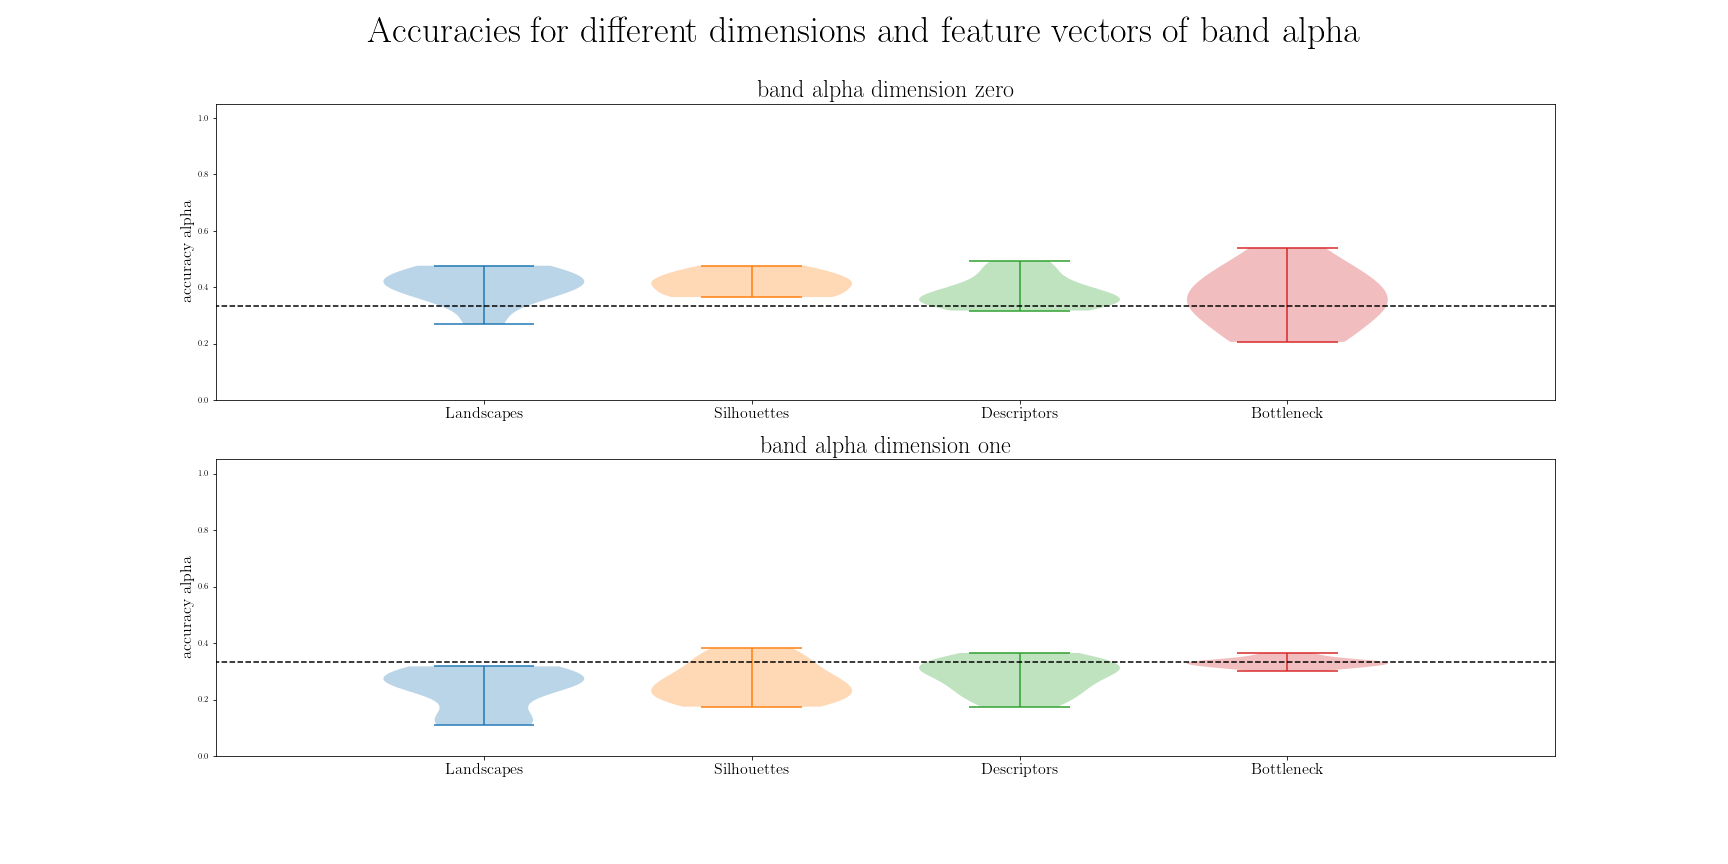 Accuracies for different dimensions and feature vectors of band alpha
band alpha dimension zero
accuracy alpha
1.0
0.8
0.6
0.4
0.2
0.0
Landscapes Silhouettes Descriptors Bottleneck
band alpha dimension one
accuracy alpha
1.0
0.8
0.6
0.4
0.2
0.0
Landscapes Silhouettes Descriptors Bottleneck